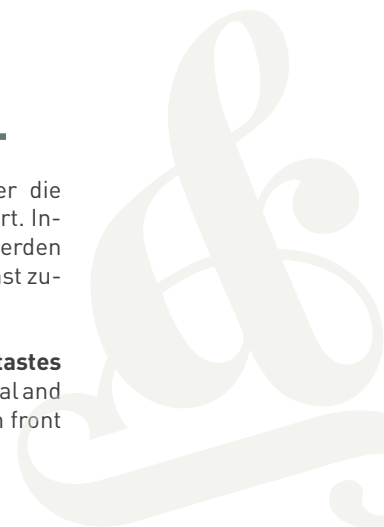 er die
rt. In-
erden
st zu-
tastes
al and
front
&